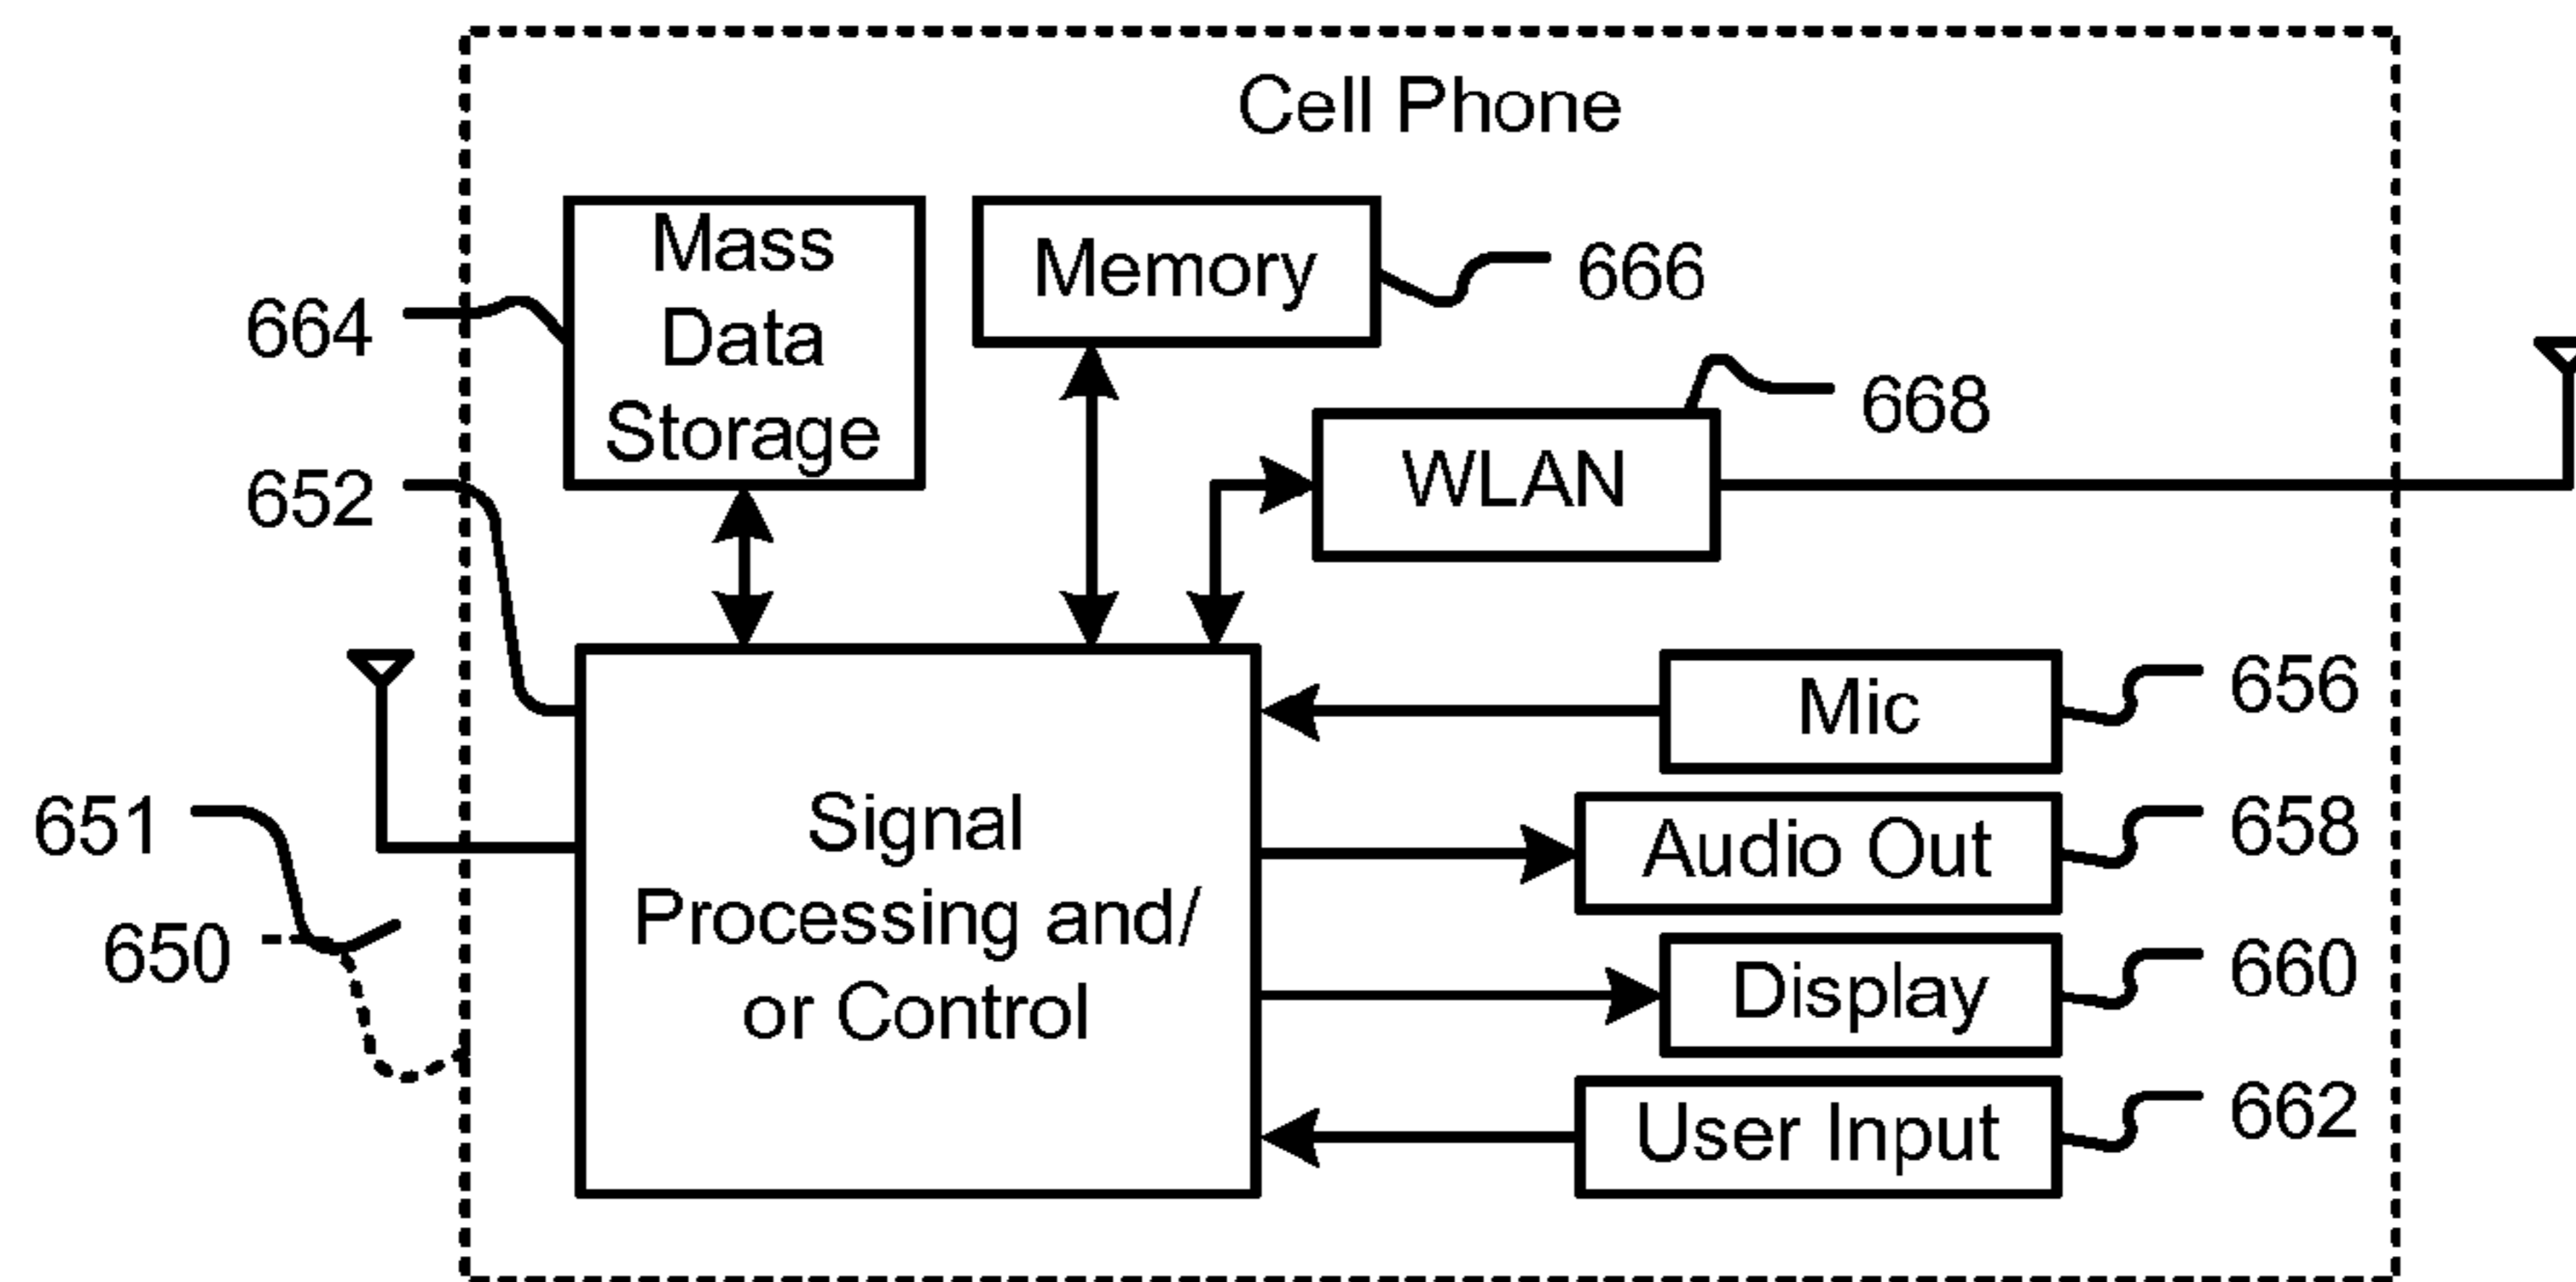 Cell Phone
Mass
Data
Storage
Memory
666
664
668
WLAN
652
Mic
656
Signal
Processing and/
or Control
651
Audio Out
658
650
Display
660
User Input
662